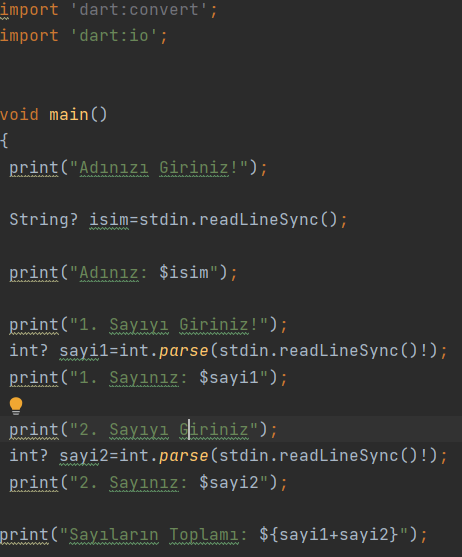 import 'dart:convert';
import 'dart:io';
void main()
{
print("Adınızı Giriniz!");
String? isim=stdin.readLineSync();
print("Adınız: $isim");
print("1. Sayıyı Giriniz!");
int? sayi1=int.parse(stdin.readLineSync()!);
print("1. Sayınız: $sayi1");
print("2. Sayıyı Giriniz");
int? sayi2=int.parse(stdin.readLineSync()!);
print("2. Sayınız: $sayi2");
print("Sayıların Toplamı: ${sayi1+sayi2}");